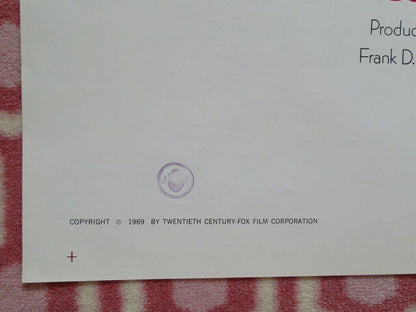 Produc
Frank D.
COPYRIGHT © 1969 BY TWENTIETH CENTURY-FOX FILM CORPORATION